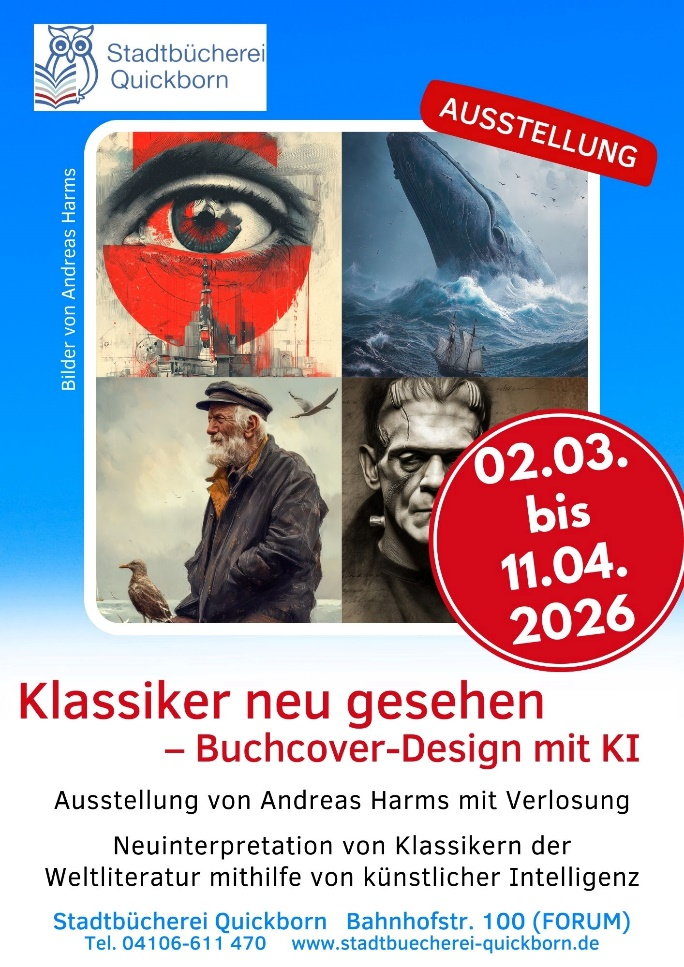 Stadtbücherei
Quickborn
AUSSTELLUNG
Bilder von Andreas Harms
02.03.
bis
11.04.
2026
Klassiker neu gesehen
– Buchcover-Design mit KI
Ausstellung von Andreas Harms mit Verlosung
Neuinterpretation von Klassikern der
Weltliteratur mithilfe von künstlicher Intelligenz
Stadtbücherei Quickborn Bahnhofstr. 100 (FORUM)
Tel. 04106-611 470 www.stadtbuecherei-quickborn.de